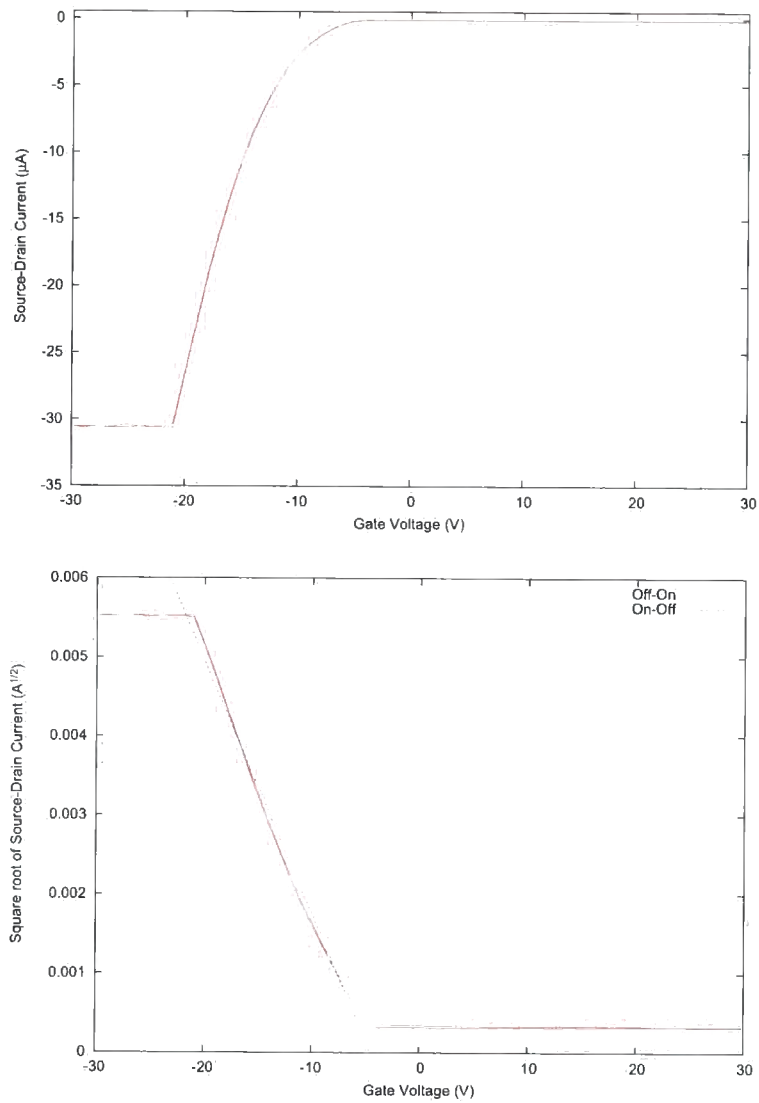 0
-5
-10
-15
-20
-25
-30
-35
Source-Drain Current (μA)
-30 -20 -10 0 10 20 30
Gate Voltage (V)
0.006
0.005
0.004
0.003
0.002
0.001
0
Square root of Source-Drain Current (A^1/2)
Off-On
On-Off
-30 -20 -10 0 10 20 30
Gate Voltage (V)